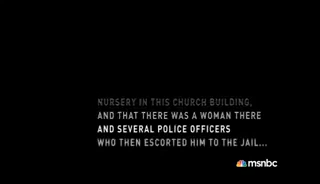 NURSERY IN THIS CHURCH BUILDING,
AND THAT THERE WAS A WOMAN THERE
AND SEVERAL POLICE OFFICERS
WHO THEN ESCORTED HIM TO THE JAIL...
msnbc